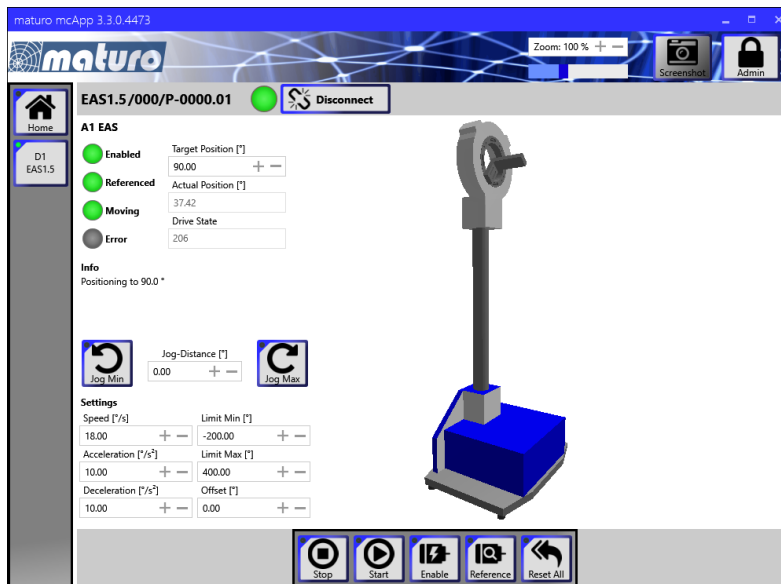 maturo mcApp 3.3.0.4473
maturo
Zoom: 100 %
Screenshot
Admin
Home
D1
EAS1.5
EAS1.5/000/P-0000.01
Disconnect
A1 EAS
Enabled
Referenced
Moving
Error
Target Position [°]
90.00
Actual Position [°]
37.42
Drive State
206
Info
Positioning to 90.0 °
Jog Min
Jog-Distance [°]
0.00
Jog Max
Settings
Speed [°/s]
18.00
Limit Min [°]
-200.00
Acceleration [°/s²]
10.00
Limit Max [°]
400.00
Deceleration [°/s²]
10.00
Offset [°]
0.00
Stop
Start
Enable
Reference
Reset All